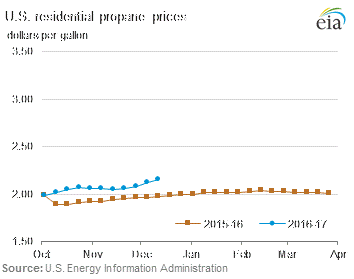 U.S. residential propane prices
dollars per gallon
eia
3.50
3.00
2.50
2.00
1.50
Oct Nov Dec Jan Feb Mar Apr
2015-16 2016-17
Source: U.S. Energy Information Administration